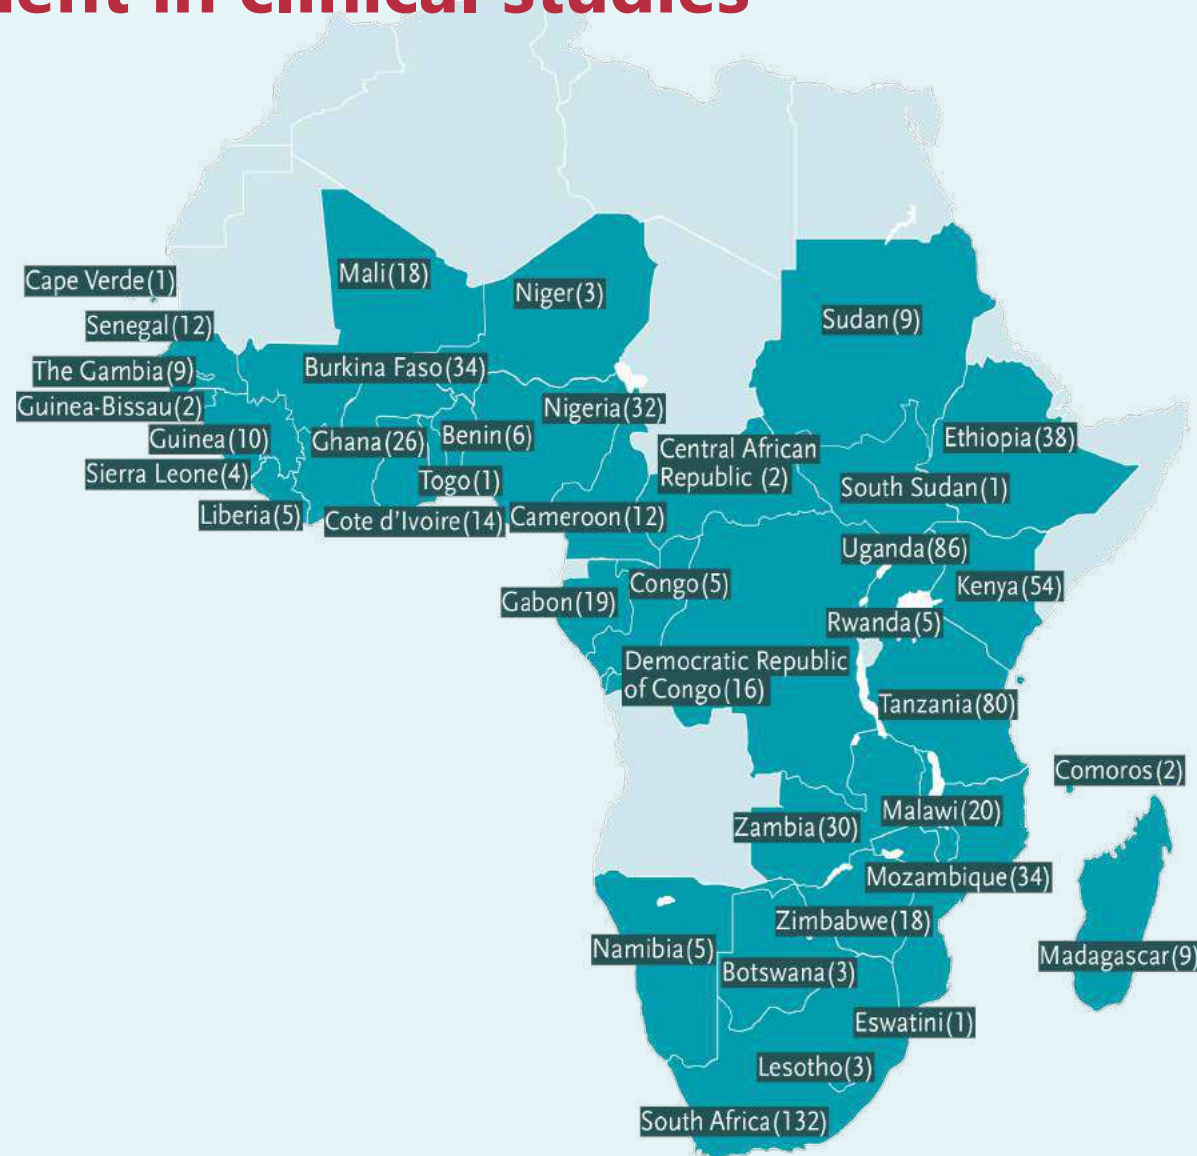 ent in clinical studies
Cape Verde (1)
Mali (18)
Niger (3)
Senegal (12)
Sudan (9)
The Gambia (9)
Burkina Faso (34)
Guinea-Bissau (2)
Nigeria (32)
Guinea (10)
Ghana (26)
Benin (6)
Central African
Republic (2)
Ethiopia (38)
Sierra Leone (4)
Togo (1)
South Sudan (1)
Liberia (5)
Cote d'Ivoire (14)
Cameroon (12)
Uganda (86)
Gabon (19)
Congo (5)
Kenya (54)
Rwanda (5)
Democratic Republic
of Congo (16)
Tanzania (80)
Comoros (2)
Malawi (20)
Zambia (30)
Mozambique (34)
Zimbabwe (18)
Namibia (5)
Botswana (3)
Madagascar (9)
Eswatini (1)
Lesotho (3)
South Africa (132)